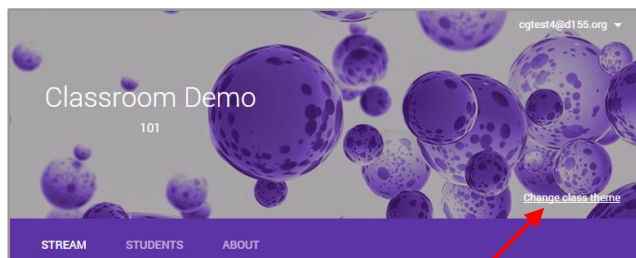 cgtest4@d155.org
Classroom Demo
101
Change class theme
STREAM STUDENTS ABOUT